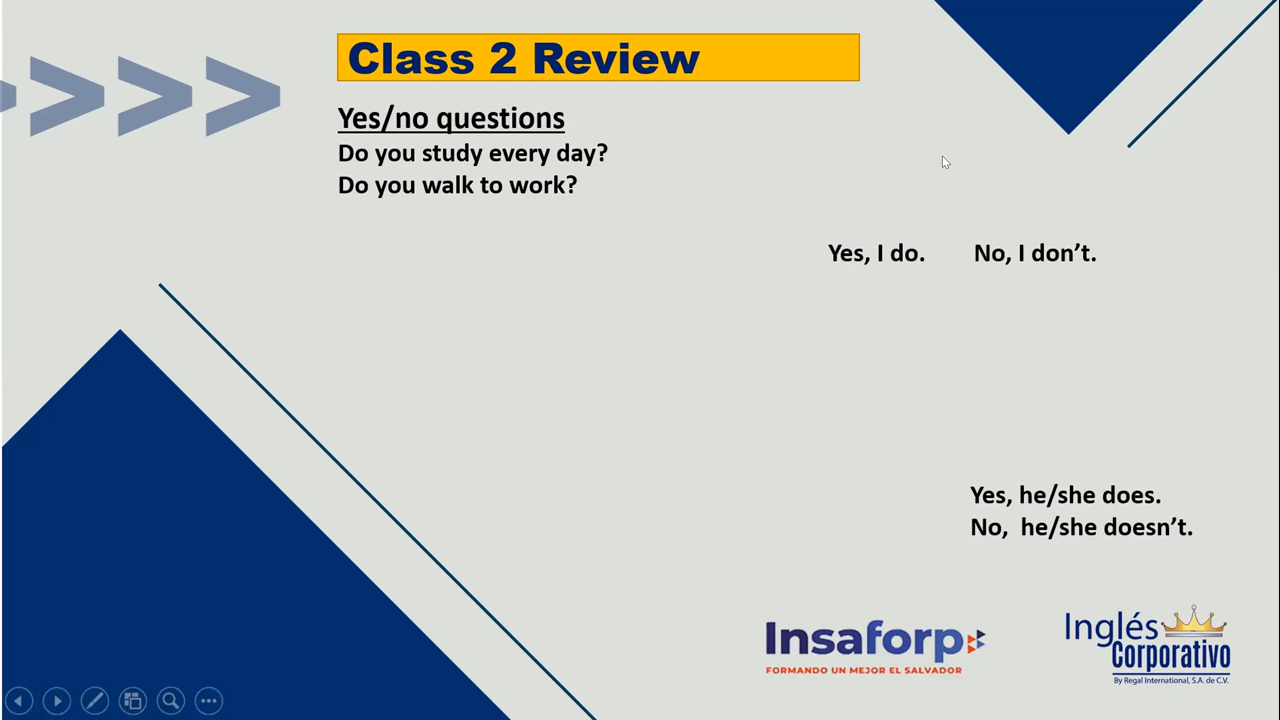 Class 2 Review
Yes/no questions
Do you study every day?
Do you walk to work?
Yes, I do. No, I don't.
Yes, he/she does.
No, he/she doesn't.
Insaforp
FORMANDO UN MEJOR EL SALVADOR
Inglés
Corporativo
By Regal International, S.A. de C.V.